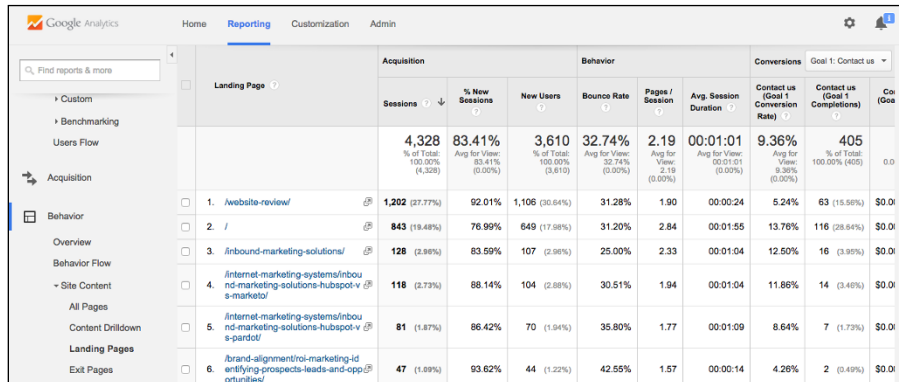 Google Analytics
Home Reporting Customization Admin
Find reports & more
Custom
Benchmarking
Users Flow
Acquisition
Behavior
Overview
Behavior Flow
Site Content
All Pages
Content Drilldown
Landing Pages
Exit Pages
Acquisition Behavior Conversions Goal 1: Contact us
Landing Page
Sessions
% New
Sessions
New Users
Bounce Rate
Pages /
Session
Avg. Session
Duration
Contact us
(Goal 1
Conversion
Rate)
Contact us
(Goal 1
Completions)
4,328
% of Total:
100.00%
(4,328)
83.41%
Avg for View:
83.41%
(0.00%)
3,610
% of Total:
100.00%
(3,610)
32.74%
Avg for View:
32.74%
(0.00%)
2.19
Avg for
View:
2.19
(0.00%)
00:01:01
Avg for View:
00:01:01
(0.00%)
9.36%
Avg for
View:
9.36%
(0.00%)
405
% of Total:
100.00% (405)
1. /website-review/ 1,202 (27.77%) 92.01% 1,106 (30.64%) 31.28% 1.90 00:00:24 5.24% 63 (15.56%) $0.00
2. / 843 (19.48%) 76.99% 649 (17.98%) 31.20% 2.84 00:01:55 13.76% 116 (28.64%) $0.00
3. /inbound-marketing-solutions/ 128 (2.96%) 83.59% 107 (2.96%) 25.00% 2.33 00:01:04 12.50% 16 (3.95%) $0.00
/internet-marketing-systems/inbou
4. nd-marketing-solutions-hubspot-v 118 (2.73%) 88.14% 104 (2.88%) 30.51% 1.94 00:01:04 11.86% 14 (3.46%) $0.00
s-marketo/
/internet-marketing-systems/inbou
5. nd-marketing-solutions-hubspot-v 81 (1.87%) 86.42% 70 (1.94%) 35.80% 1.77 00:01:09 8.64% 7 (1.73%) $0.00
s-pardot/
/brand-alignment/roi-marketing-id
6. entifying-prospects-leads-and-opp 47 (1.09%) 93.62% 44 (1.22%) 42.55% 1.57 00:00:14 4.26% 2 (0.49%) $0.00
ortunities/